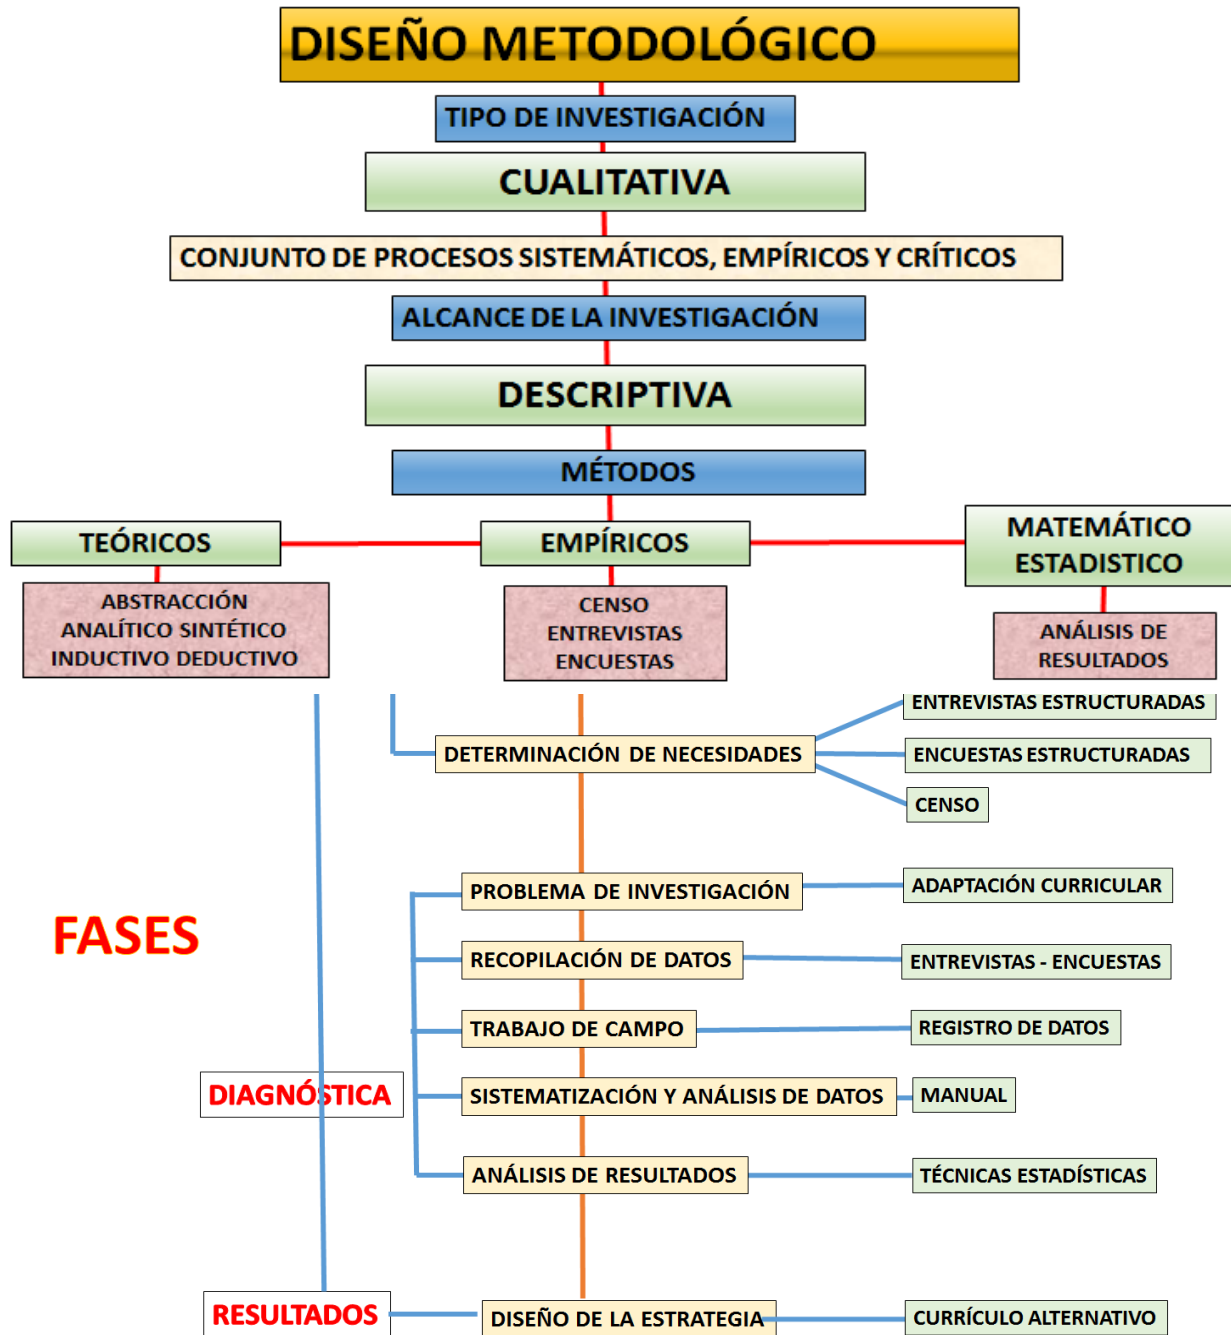 DISEÑO METODOLÓGICO
TIPO DE INVESTIGACIÓN
CUALITATIVA
CONJUNTO DE PROCESOS SISTEMÁTICOS, EMPÍRICOS Y CRÍTICOS
ALCANCE DE LA INVESTIGACIÓN
DESCRIPTIVA
MÉTODOS
TEÓRICOS
ABSTRACCIÓN
ANALÍTICO SINTÉTICO
INDUCTIVO DEDUCTIVO
EMPÍRICOS
CENSO
ENTREVISTAS
ENCUESTAS
MATEMÁTICO
ESTADISTICO
ANÁLISIS DE
RESULTADOS
DETERMINACIÓN DE NECESIDADES
ENTREVISTAS ESTRUCTURADAS
ENCUESTAS ESTRUCTURADAS
CENSO
FASES
DIAGNÓSTICA
PROBLEMA DE INVESTIGACIÓN
ADAPTACIÓN CURRICULAR
RECOPILACIÓN DE DATOS
ENTREVISTAS - ENCUESTAS
TRABAJO DE CAMPO
REGISTRO DE DATOS
SISTEMATIZACIÓN Y ANÁLISIS DE DATOS
MANUAL
ANÁLISIS DE RESULTADOS
TÉCNICAS ESTADÍSTICAS
RESULTADOS
DISEÑO DE LA ESTRATEGIA
CURRÍCULO ALTERNATIVO